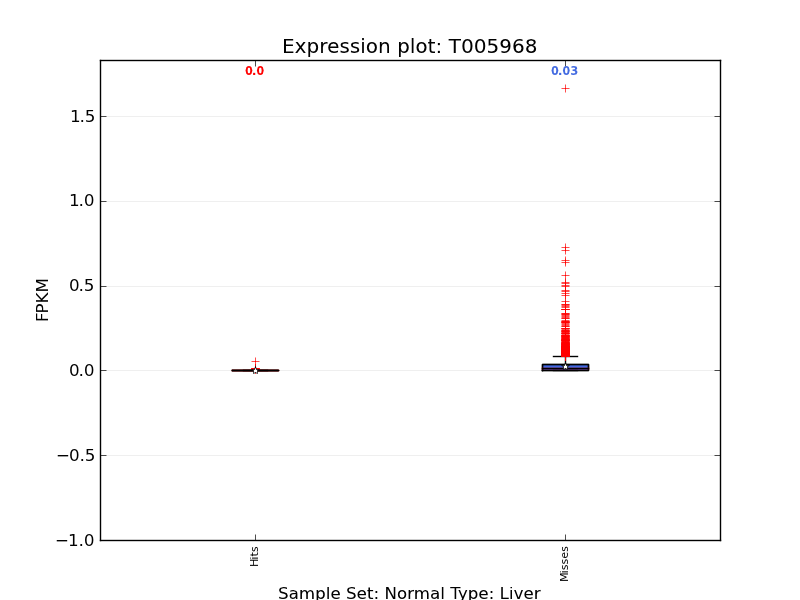 Expression plot: T005968
0.0
0.03
1.5
1.0
0.5
0.0
−0.5
−1.0
FPKM
Hits
Misses
Sample Set: Normal Type: Liver